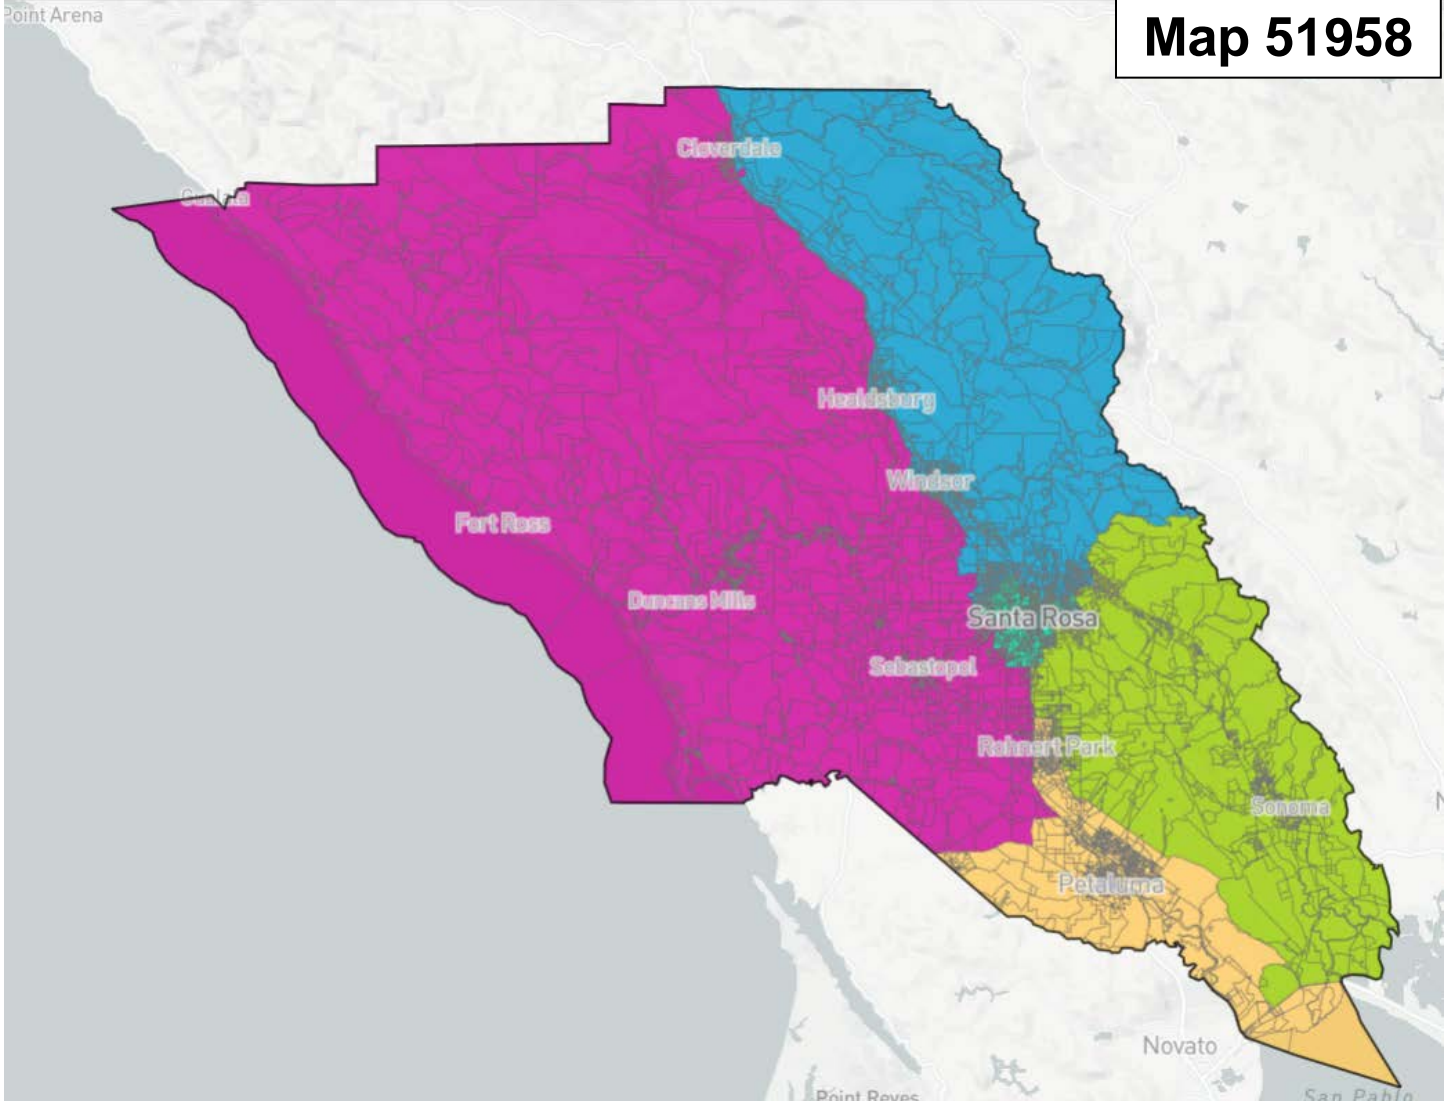 Point Arena
Map 51958
Cloverdale
Gualala
Healdsburg
Windsor
Fort Ross
Duncans Mills
Santa Rosa
Sebastopol
Rohnert Park
Sonoma
Petaluma
Novato
Point Reyes
San Pablo